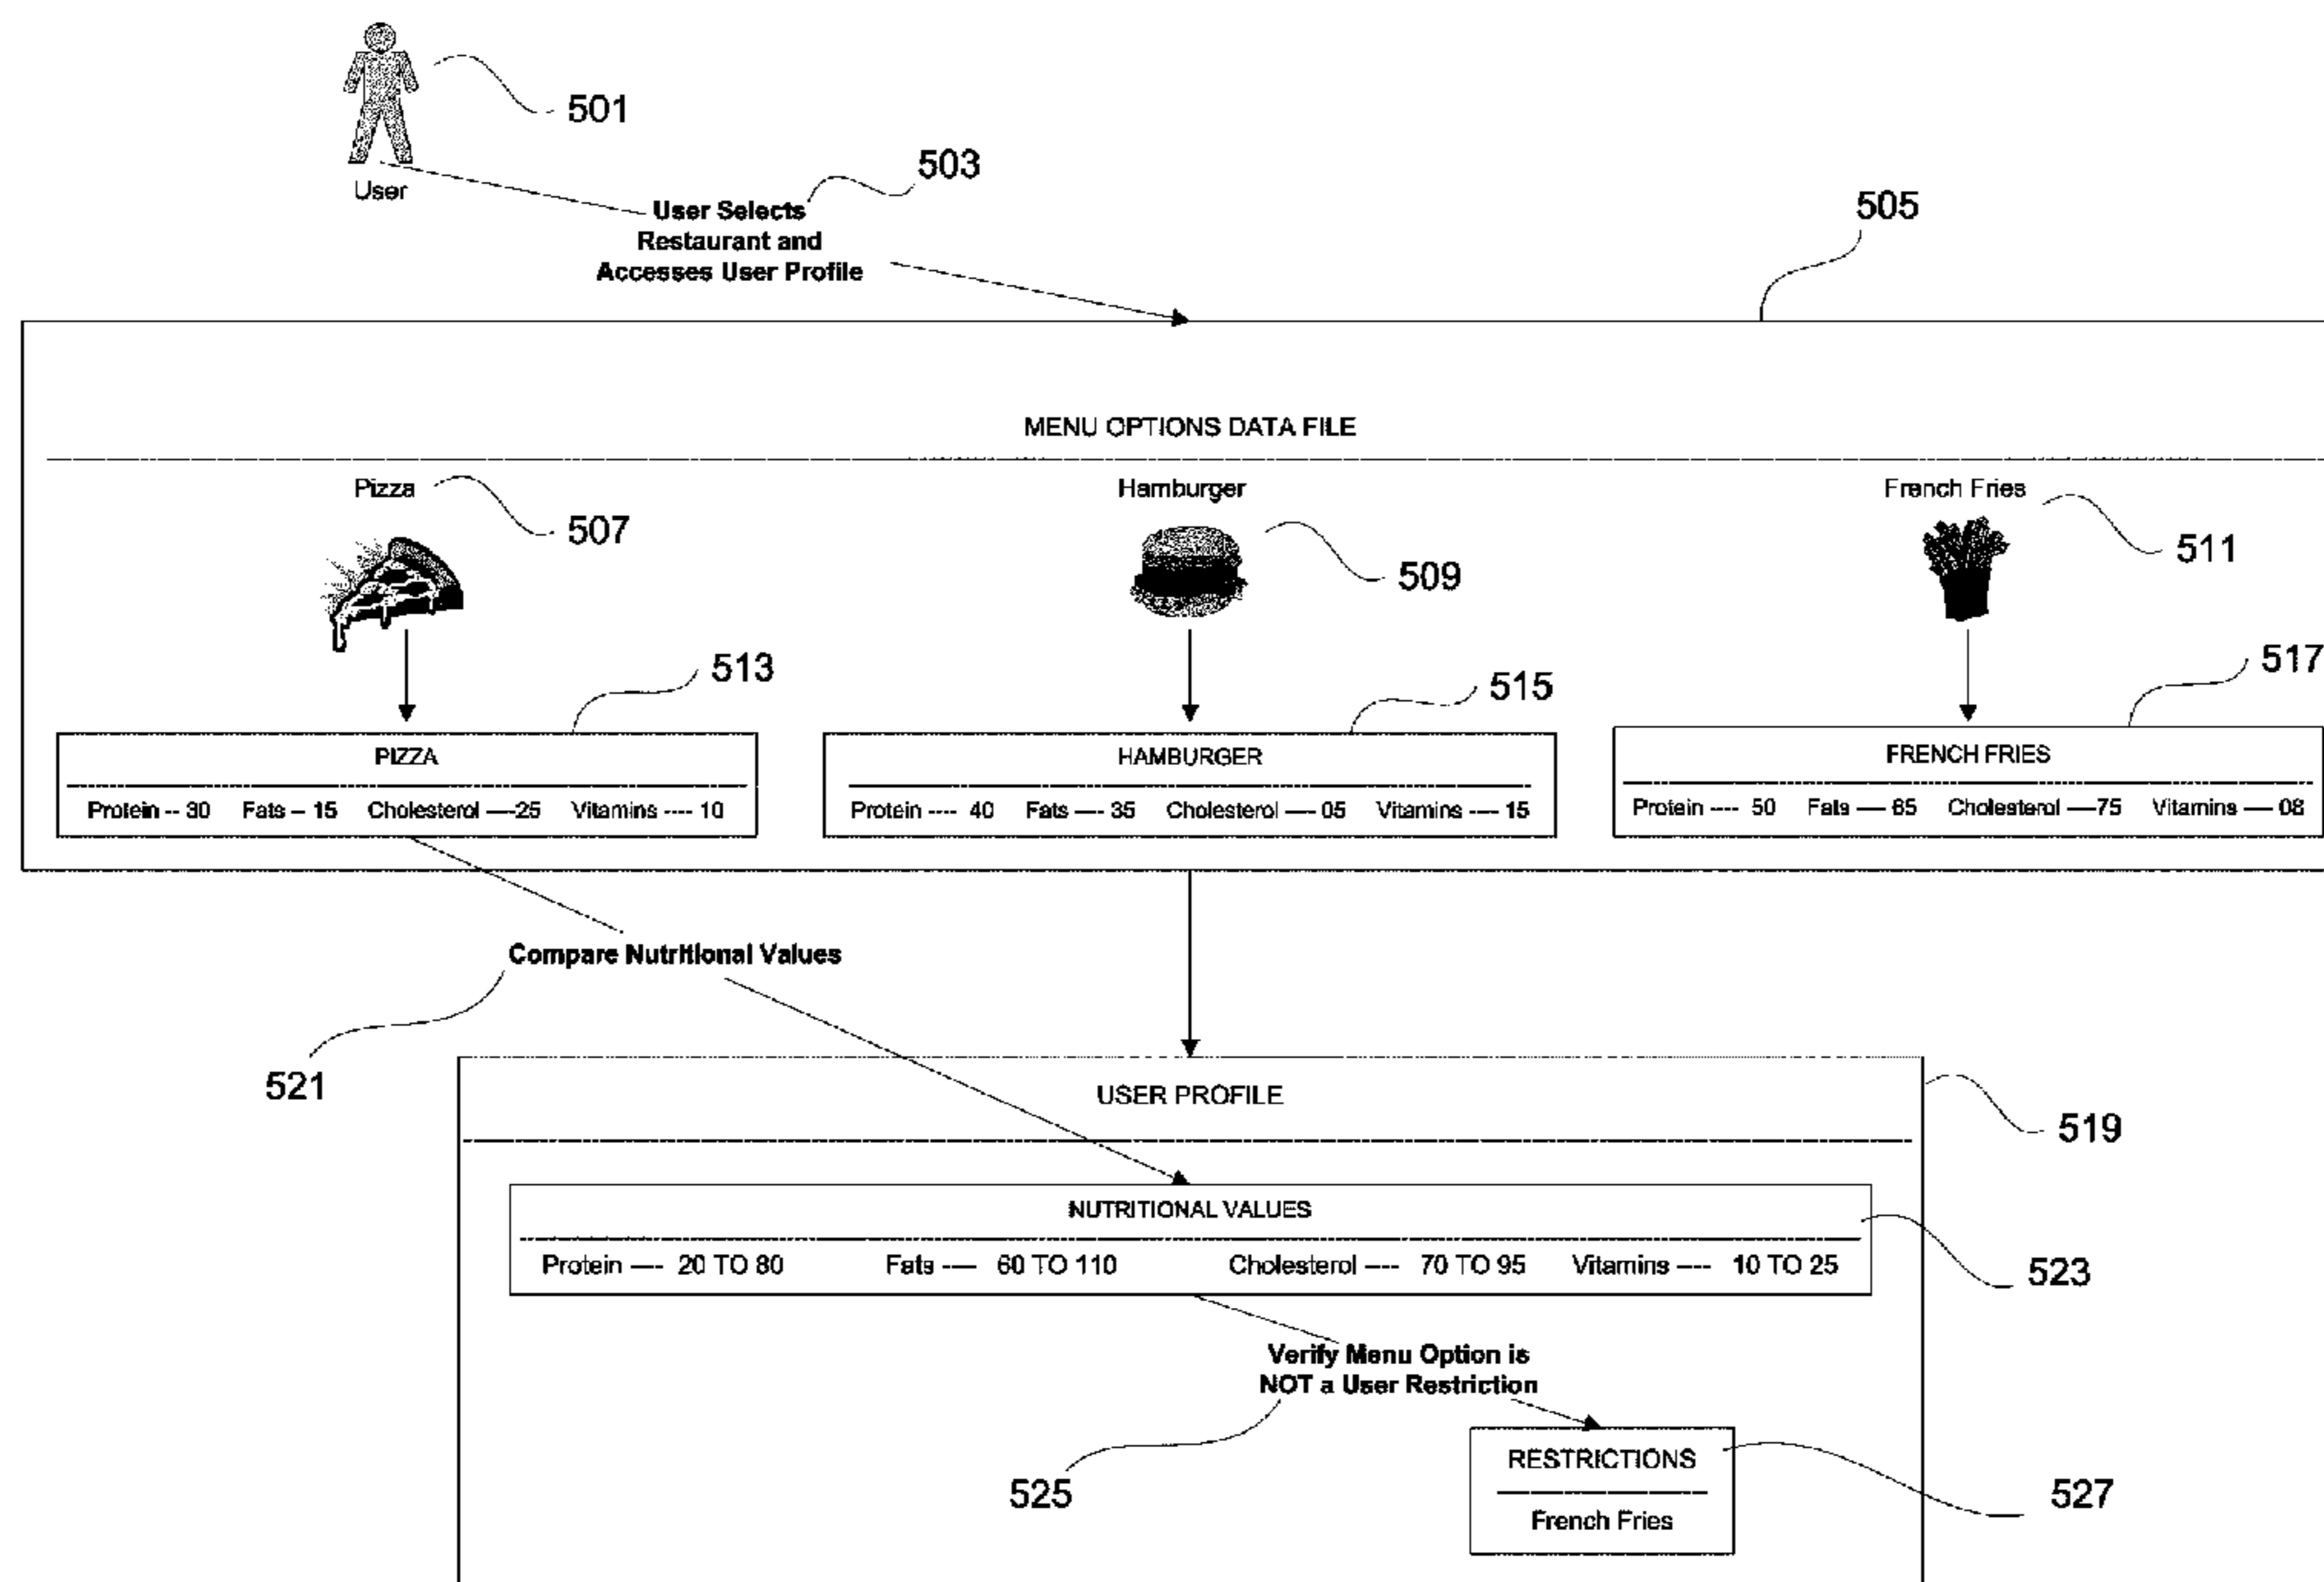 501
503
User
User Selects
Restaurant and
Accesses User Profile
505
MENU OPTIONS DATA FILE
Pizza
Hamburger
French Fries
507
509
511
513
515
517
PIZZA
Protein -- 30 Fats -- 15 Cholesterol ----25 Vitamins ---- 10
HAMBURGER
Protein ---- 40 Fats ---- 35 Cholesterol ---- 05 Vitamins ---- 15
FRENCH FRIES
Protein ---- 50 Fats ---- 65 Cholesterol ----75 Vitamins ---- 08
Compare Nutritional Values
521
USER PROFILE
519
NUTRITIONAL VALUES
Protein ---- 20 TO 80 Fats ---- 60 TO 110 Cholesterol ---- 70 TO 95 Vitamins ---- 10 TO 25
523
Verify Menu Option is
NOT a User Restriction
525
RESTRICTIONS
French Fries
527